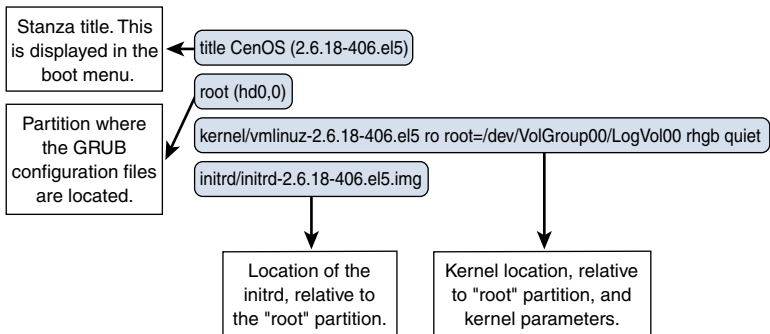 Stanza title. This
is displayed in the
boot menu.
title CenOS (2.6.18-406.el5)
root (hd0,0)
Partition where
the GRUB
configuration files
are located.
kernel/vmlinuz-2.6.18-406.el5 ro root=/dev/VolGroup00/LogVol00 rhgb quiet
initrd/initrd-2.6.18-406.el5.img
Location of the
initrd, relative to
the "root" partition.
Kernel location, relative
to "root" partition, and
kernel parameters.